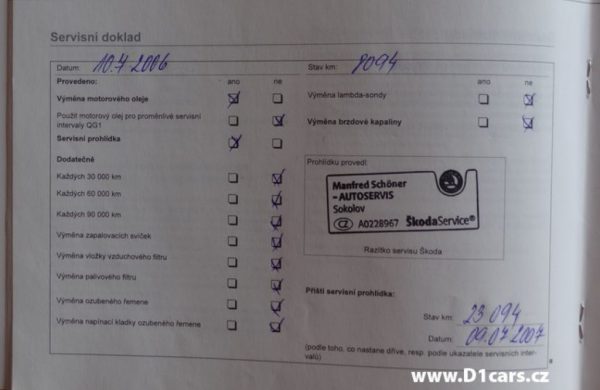 Servisní doklad
Datum: 10.7 2006
Stav km: 8094
Provedeno: ano ne
ano ne
Výměna motorového oleje
Použit motorový olej pro proměnlivé servisní
intervaly QG1
Servisní prohlídka
Dodatečně
Každých 30 000 km
Každých 60 000 km
Každých 90 000 km
Výměna zapalovacích svíček
Výměna vložky vzduchového filtru
Výměna palivového filtru
Výměna ozubeného řemene
Výměna napínací kladky ozubeného řemene
Výměna lambda-sondy
Výměna brzdové kapaliny
Prohlídku provedl:
Manfred Schöner
- AUTOSERVIS
Sokolov
CZ A0228967 ŠkodaService®
Razítko servisu Škoda
Příští servisní prohlídka:
Stav km: 23 094
Datum: 09.07 2007
(podle toho, co nastane dříve, resp. podle ukazatele servisních inter-
valů)
www.D1cars.cz